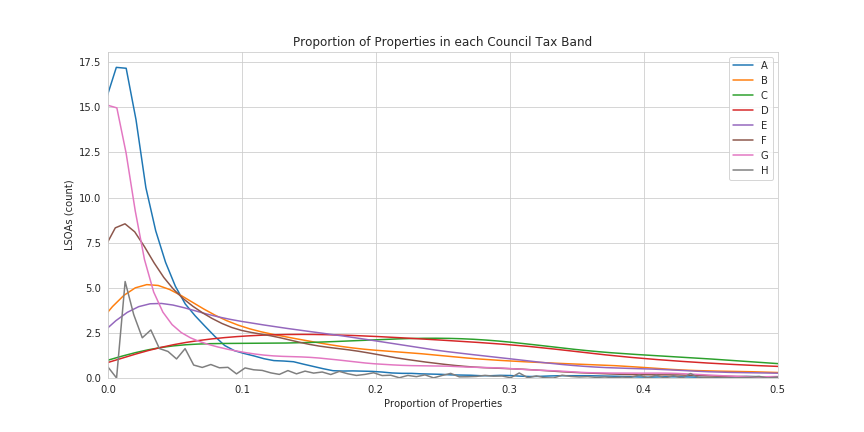 Proportion of Properties in each Council Tax Band
17.5
15.0
12.5
10.0
7.5
5.0
2.5
0.0
LSOAs (count)
A
B
C
D
E
F
G
H
0.0 0.1 0.2 0.3 0.4 0.5
Proportion of Properties